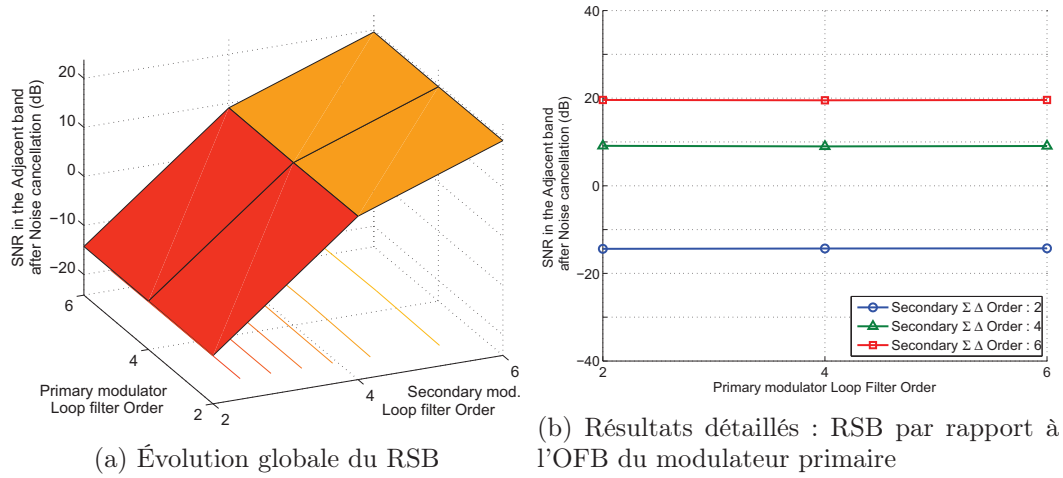 SNR in the Adjacent band
after Noise cancellation (dB)
20
10
0
−10
−20
6
4
2
Primary modulator
Loop filter Order
2
4
6
Secondary mod.
Loop filter Order
(a) Évolution globale du RSB
SNR in the Adjacent band
after Noise cancellation (dB)
40
20
0
−20
−40
2
4
6
Primary modulator Loop Filter Order
Secondary Σ Δ Order : 2
Secondary Σ Δ Order : 4
Secondary Σ Δ Order : 6
(b) Résultats détaillés : RSB par rapport à
l'OFB du modulateur primaire